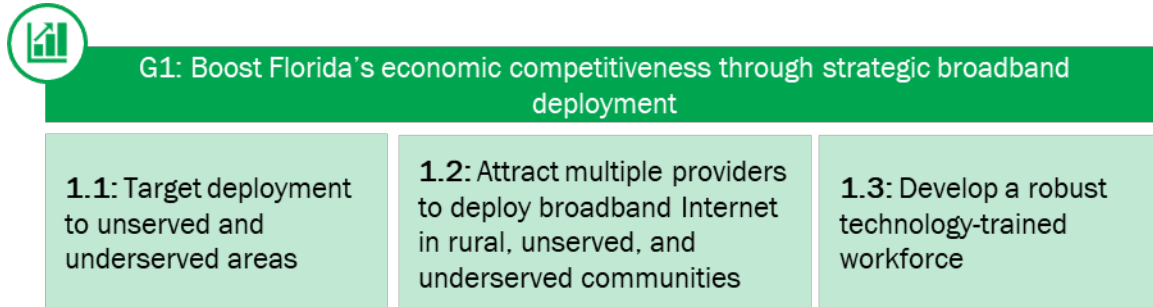 G1: Boost Florida's economic competitiveness through strategic broadband
deployment
1.1: Target deployment
to unserved and
underserved areas
1.2: Attract multiple providers
to deploy broadband Internet
in rural, unserved, and
underserved communities
1.3: Develop a robust
technology-trained
workforce